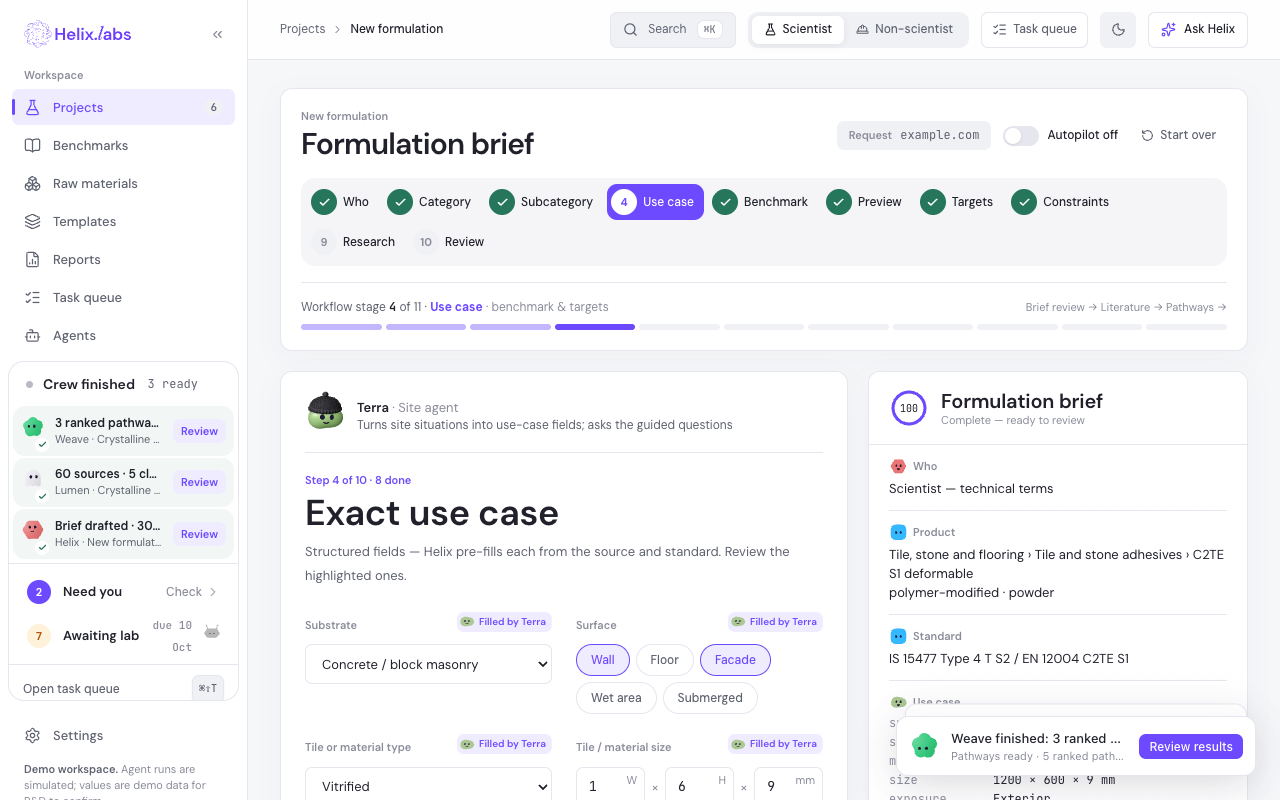 Helix.labs
Workspace
Projects 6
Benchmarks
Raw materials
Templates
Reports
Task queue
Agents
Crew finished 3 ready
3 ranked pathwa...
Weave · Crystalline ...
Review
60 sources · 5 cl...
Lumen · Crystalline ...
Review
Brief drafted · 30...
Helix · New formulat...
Review
2 Need you Check
7 Awaiting lab due 10 Oct
Open task queue ⌘⇧T
Settings
Demo workspace. Agent runs are
simulated; values are demo data for
Projects › New formulation
Search ⌘K
Scientist
Non-scientist
Task queue
Ask Helix
New formulation
Formulation brief
Request example.com
Autopilot off
Start over
Who
Category
Subcategory
4 Use case
Benchmark
Preview
Targets
Constraints
9 Research
10 Review
Workflow stage 4 of 11 · Use case · benchmark & targets
Brief review → Literature → Pathways →
Terra · Site agent
Turns site situations into use-case fields; asks the guided questions
Step 4 of 10 · 8 done
Exact use case
Structured fields — Helix pre-fills each from the source and standard. Review the
highlighted ones.
Substrate Filled by Terra
Concrete / block masonry
Surface Filled by Terra
Wall Floor Facade
Wet area Submerged
Tile or material type Filled by Terra
Vitrified
Tile / material size Filled by Terra
1 W × 6 H × 9 mm
100
Formulation brief
Complete — ready to review
Who
Scientist — technical terms
Product
Tile, stone and flooring › Tile and stone adhesives › C2TE
S1 deformable
polymer-modified · powder
Standard
IS 15477 Type 4 T S2 / EN 12004 C2TE S1
Use case
Weave finished: 3 ranked ...
Pathways ready · 5 ranked path...
Review results
size 1200 × 600 × 9 mm
exposure Exterior